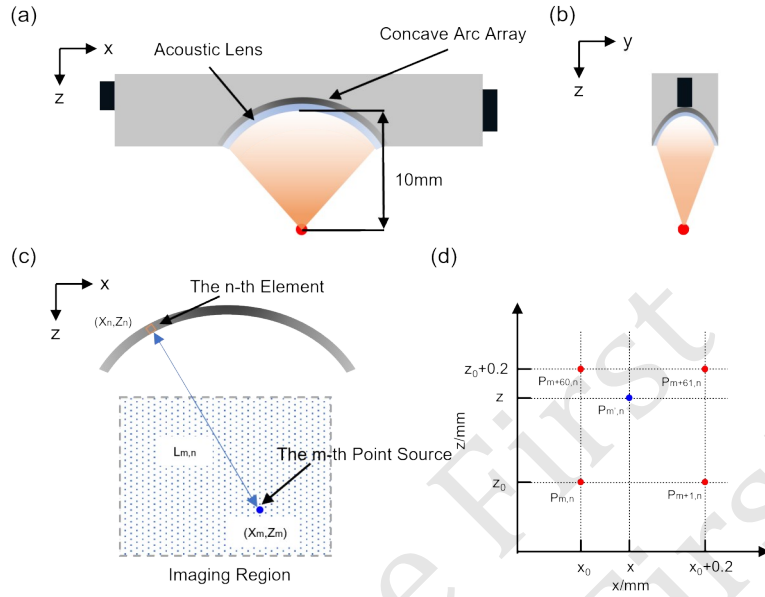 (a)
x
z
Acoustic Lens
Concave Arc Array
10mm
(b)
y
z
(c)
x
z
The n-th Element
(Xn,Zn)
Lm,n
The m-th Point Source
(Xm,Zm)
Imaging Region
(d)
z0+0.2
Pm+60,n
Pm+61,n
z
Pm',n
z/mm
z0
Pm,n
Pm+1,n
x0
x
x0+0.2
x/mm
First
e First